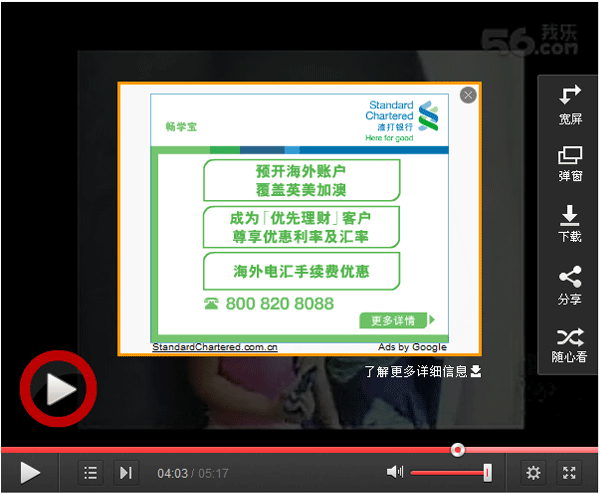 56我乐
.com
Standard
Chartered
渣打银行
Here for good
畅学宝
预开海外账户
覆盖英美加澳
成为「优先理财」客户
尊享优惠利率及汇率
海外电汇手续费优惠
800 820 8088
更多详情
StandardChartered.com.cn
Ads by Google
了解更多详细信息
宽屏
弹窗
下载
分享
随心看
04:03 / 05:17